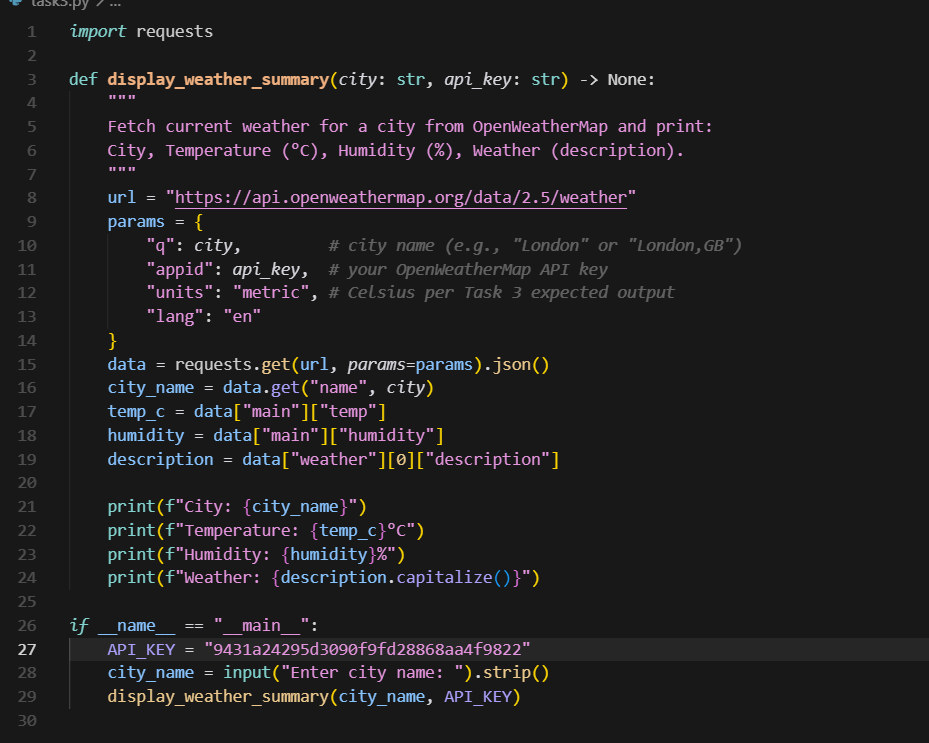 task3.py > ...
1 import requests
2
3 def display_weather_summary(city: str, api_key: str) -> None:
4     """
5     Fetch current weather for a city from OpenWeatherMap and print:
6     City, Temperature (°C), Humidity (%), Weather (description).
7     """
8     url = "https://api.openweathermap.org/data/2.5/weather"
9     params = {
10         "q": city,         # city name (e.g., "London" or "London,GB")
11         "appid": api_key,  # your OpenWeatherMap API key
12         "units": "metric", # Celsius per Task 3 expected output
13         "lang": "en"
14     }
15     data = requests.get(url, params=params).json()
16     city_name = data.get("name", city)
17     temp_c = data["main"]["temp"]
18     humidity = data["main"]["humidity"]
19     description = data["weather"][0]["description"]
20
21     print(f"City: {city_name}")
22     print(f"Temperature: {temp_c}°C")
23     print(f"Humidity: {humidity}%")
24     print(f"Weather: {description.capitalize()}")
25
26 if __name__ == "__main__":
27     API_KEY = "9431a24295d3090f9fd28868aa4f9822"
28     city_name = input("Enter city name: ").strip()
29     display_weather_summary(city_name, API_KEY)
30